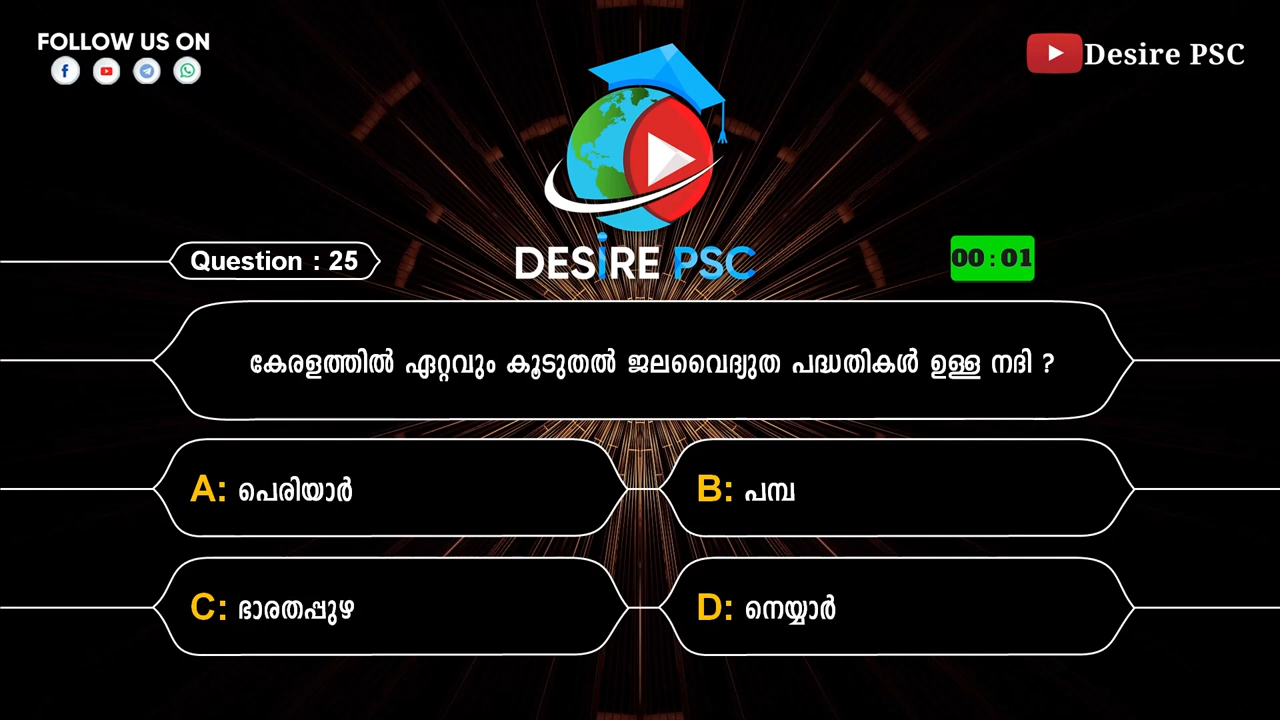 FOLLOW US ON
Desire PSC
DESIRE PSC
Question : 25
00:01
കേരളത്തിൽ ഏറ്റവും കൂടുതൽ ജലവൈദ്യുത പദ്ധതികൾ ഉള്ള നദി ?
A: പെരിയാർ
B: പമ്പ
C: ഭാരതപ്പുഴ
D: നെയ്യാർ